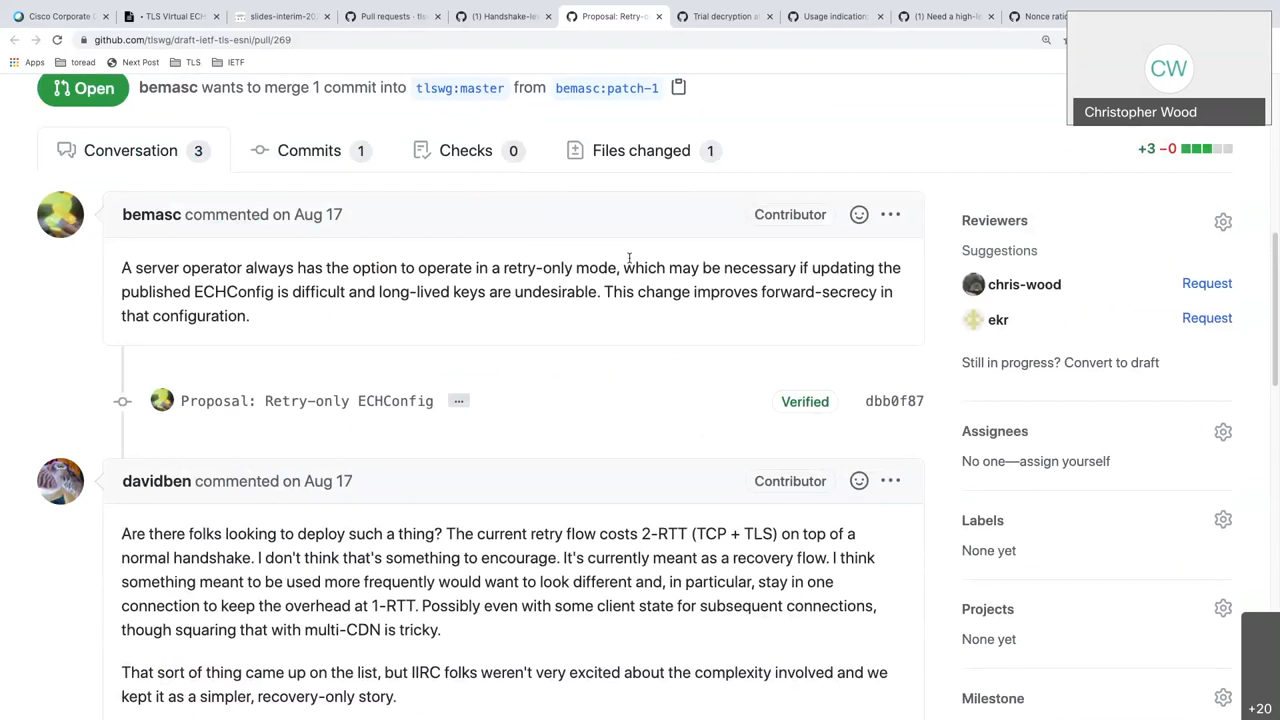 Cisco Corporate C
• TLS Virtual ECH
slides-interim-202
Pull requests · tls
(1) Handshake-lev
Proposal: Retry-o
Trial decryption a
Usage indication
(1) Need a high-l
Nonce ratio
github.com/tlswg/draft-ietf-tls-esni/pull/269
Apps
toread
Next Post
TLS
IETF
CW
Christopher Wood
Open
bemasc wants to merge 1 commit into tlswg:master from bemasc:patch-1
Conversation 3
Commits 1
Checks 0
Files changed 1
+3 −0
bemasc commented on Aug 17
Contributor
A server operator always has the option to operate in a retry-only mode, which may be necessary if updating the
published ECHConfig is difficult and long-lived keys are undesirable. This change improves forward-secrecy in
that configuration.
Proposal: Retry-only ECHConfig
Verified
dbb0f87
davidben commented on Aug 17
Contributor
Are there folks looking to deploy such a thing? The current retry flow costs 2-RTT (TCP + TLS) on top of a
normal handshake. I don't think that's something to encourage. It's currently meant as a recovery flow. I think
something meant to be used more frequently would want to look different and, in particular, stay in one
connection to keep the overhead at 1-RTT. Possibly even with some client state for subsequent connections,
though squaring that with multi-CDN is tricky.
That sort of thing came up on the list, but IIRC folks weren't very excited about the complexity involved and we
kept it as a simpler, recovery-only story.
Reviewers
Suggestions
chris-wood
Request
ekr
Request
Still in progress? Convert to draft
Assignees
No one—assign yourself
Labels
None yet
Projects
None yet
Milestone
+20